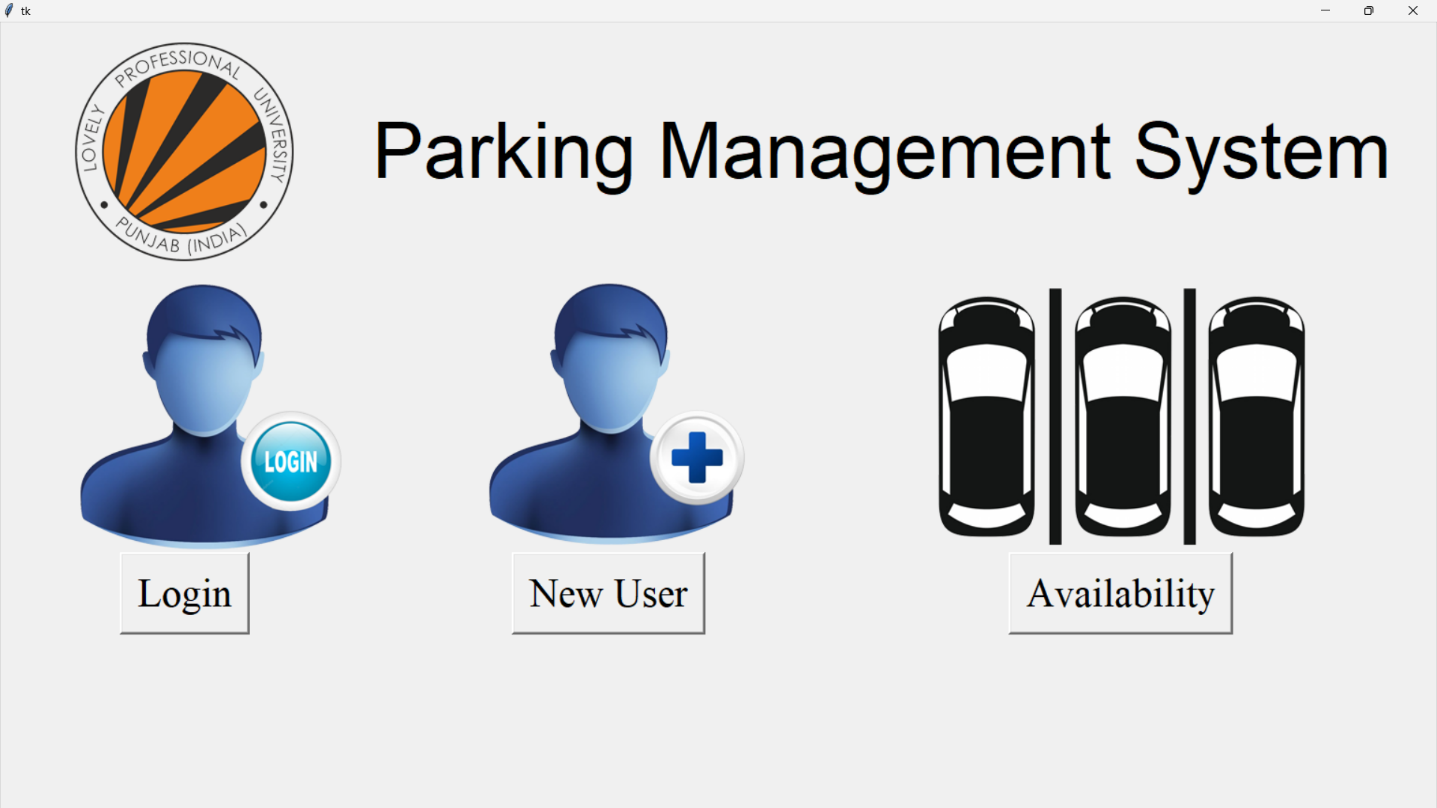 tk
LOVELY PROFESSIONAL UNIVERSITY
PUNJAB (INDIA)
Parking Management System
LOGIN
Login
New User
Availability